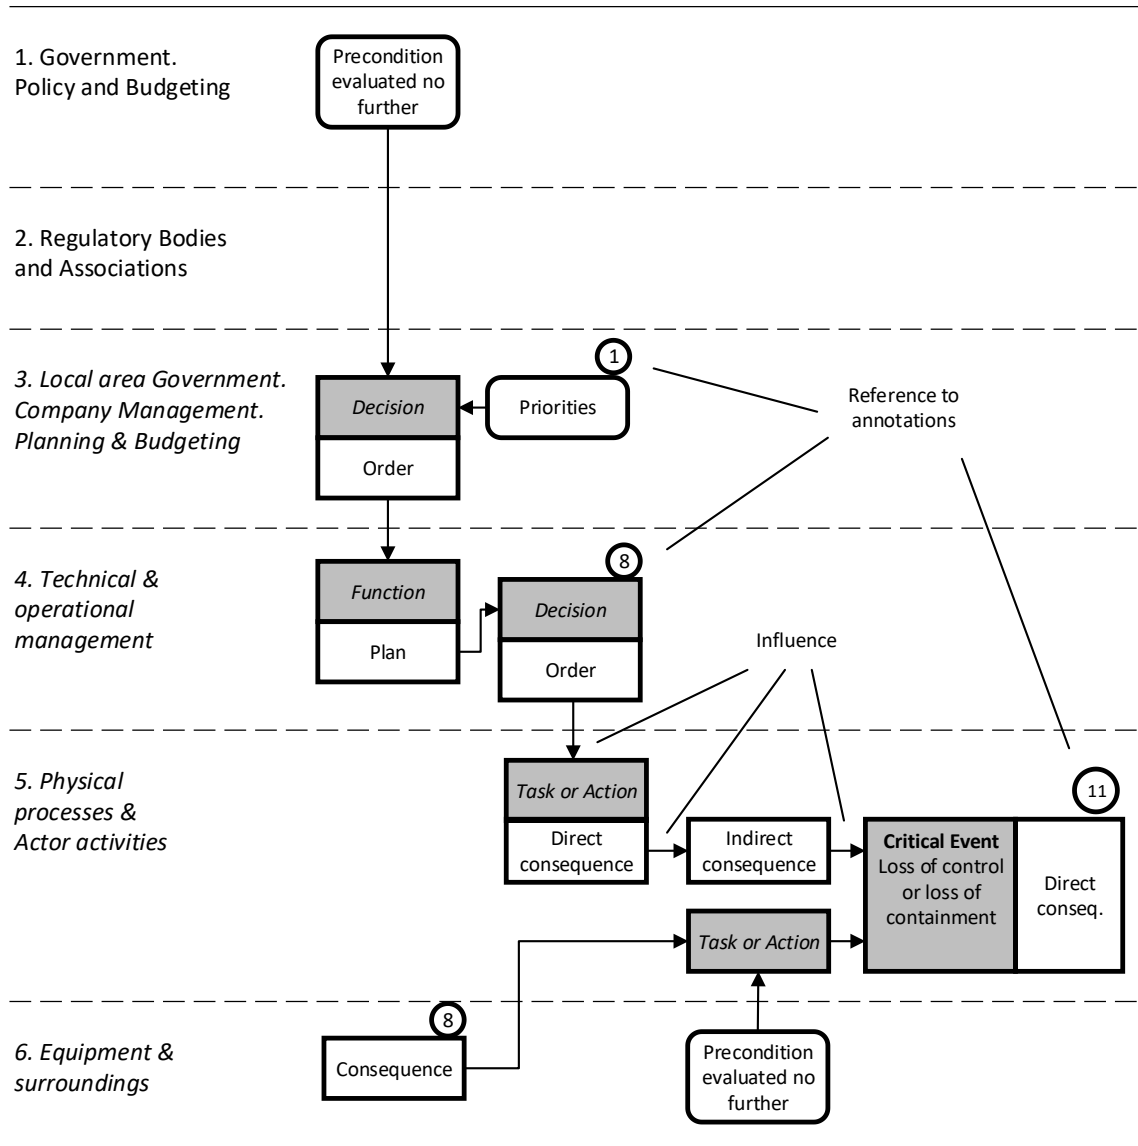 1. Government.
Policy and Budgeting
Precondition
evaluated no
further
2. Regulatory Bodies
and Associations
3. Local area Government.
Company Management.
Planning & Budgeting
Decision
Order
Priorities
1
Reference to
annotations
4. Technical &
operational
management
Function
Plan
8
Decision
Order
Influence
5. Physical
processes &
Actor activities
Task or Action
Direct
consequence
Indirect
consequence
Critical Event
Loss of control
or loss of
containment
11
Direct
conseq.
Task or Action
6. Equipment &
surroundings
8
Consequence
Precondition
evaluated no
further